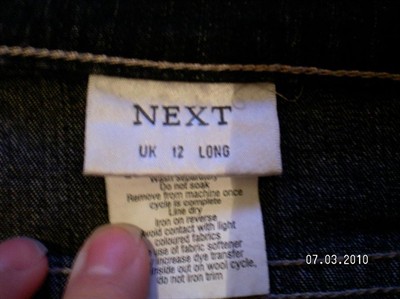 NEXT
UK 12 LONG
Wash separately
Do not soak
Remove from machine once
cycle is complete
Line dry
Iron on reverse
Avoid contact with light
coloured fabrics
use of fabric softener
increase dye transfer
inside out on wool cycle,
do not iron trim
07.03.2010